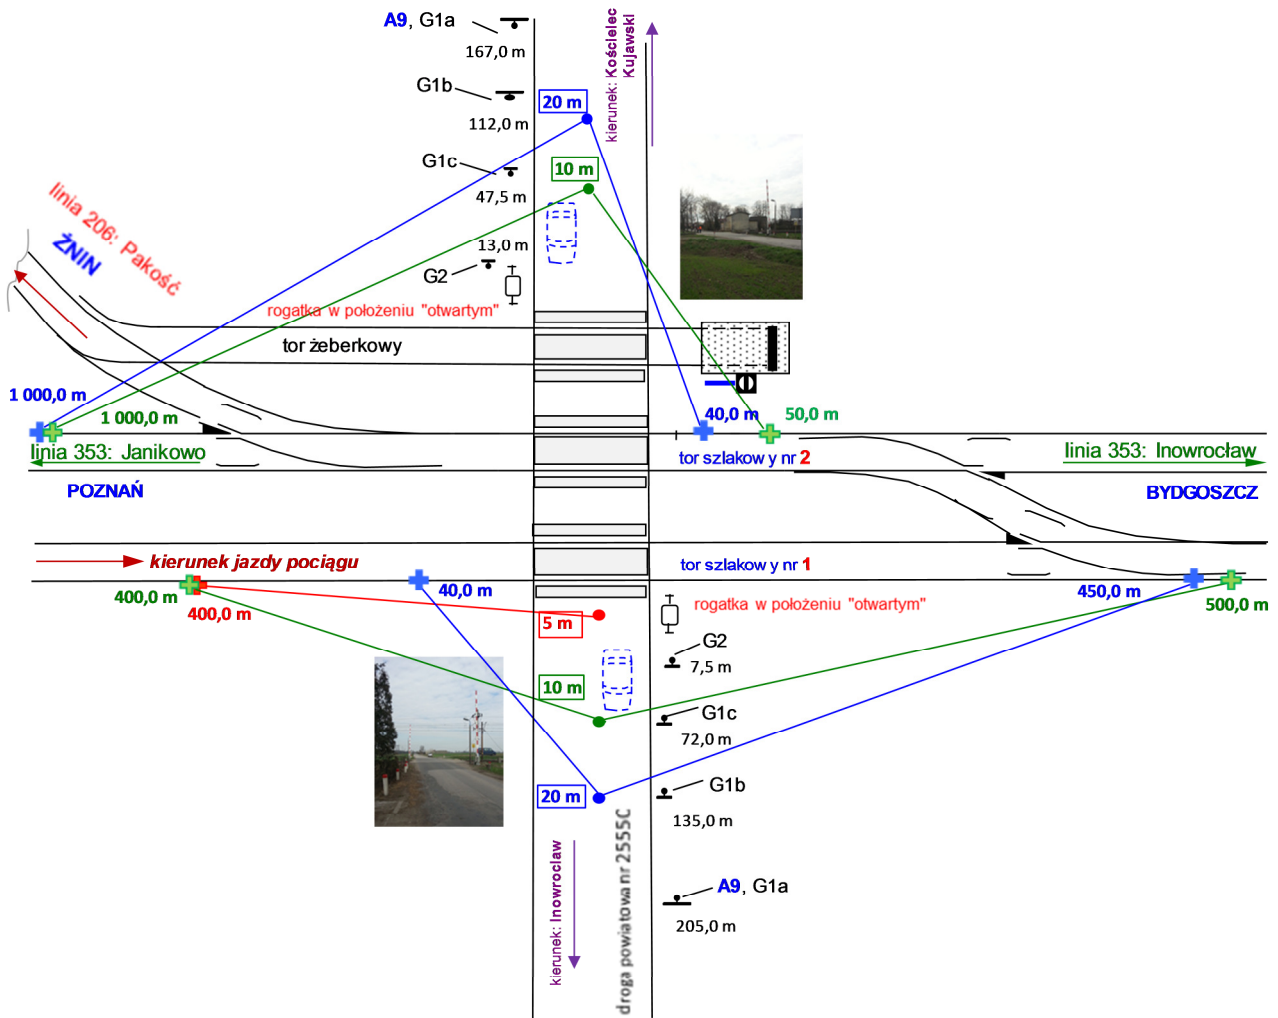 A9, G1a
167,0 m
kierunek: Kościelec
Kujawski
G1b
20 m
112,0 m
G1c
10 m
47,5 m
linia 206: Pakość
ŻNIN
13,0 m
G2
rogatka w położeniu "otwartym"
tor żeberkowy
1 000,0 m
1 000,0 m
40,0 m
50,0 m
linia 353: Janikowo
tor szlakowy nr 2
linia 353: Inowrocław
POZNAŃ
BYDGOSZCZ
kierunek jazdy pociągu
tor szlakowy nr 1
400,0 m
400,0 m
40,0 m
450,0 m
500,0 m
5 m
rogatka w położeniu "otwartym"
G2
7,5 m
10 m
G1c
72,0 m
20 m
G1b
135,0 m
kierunek: Inowroclaw
droga powiatowa nr 2555C
A9, G1a
205,0 m